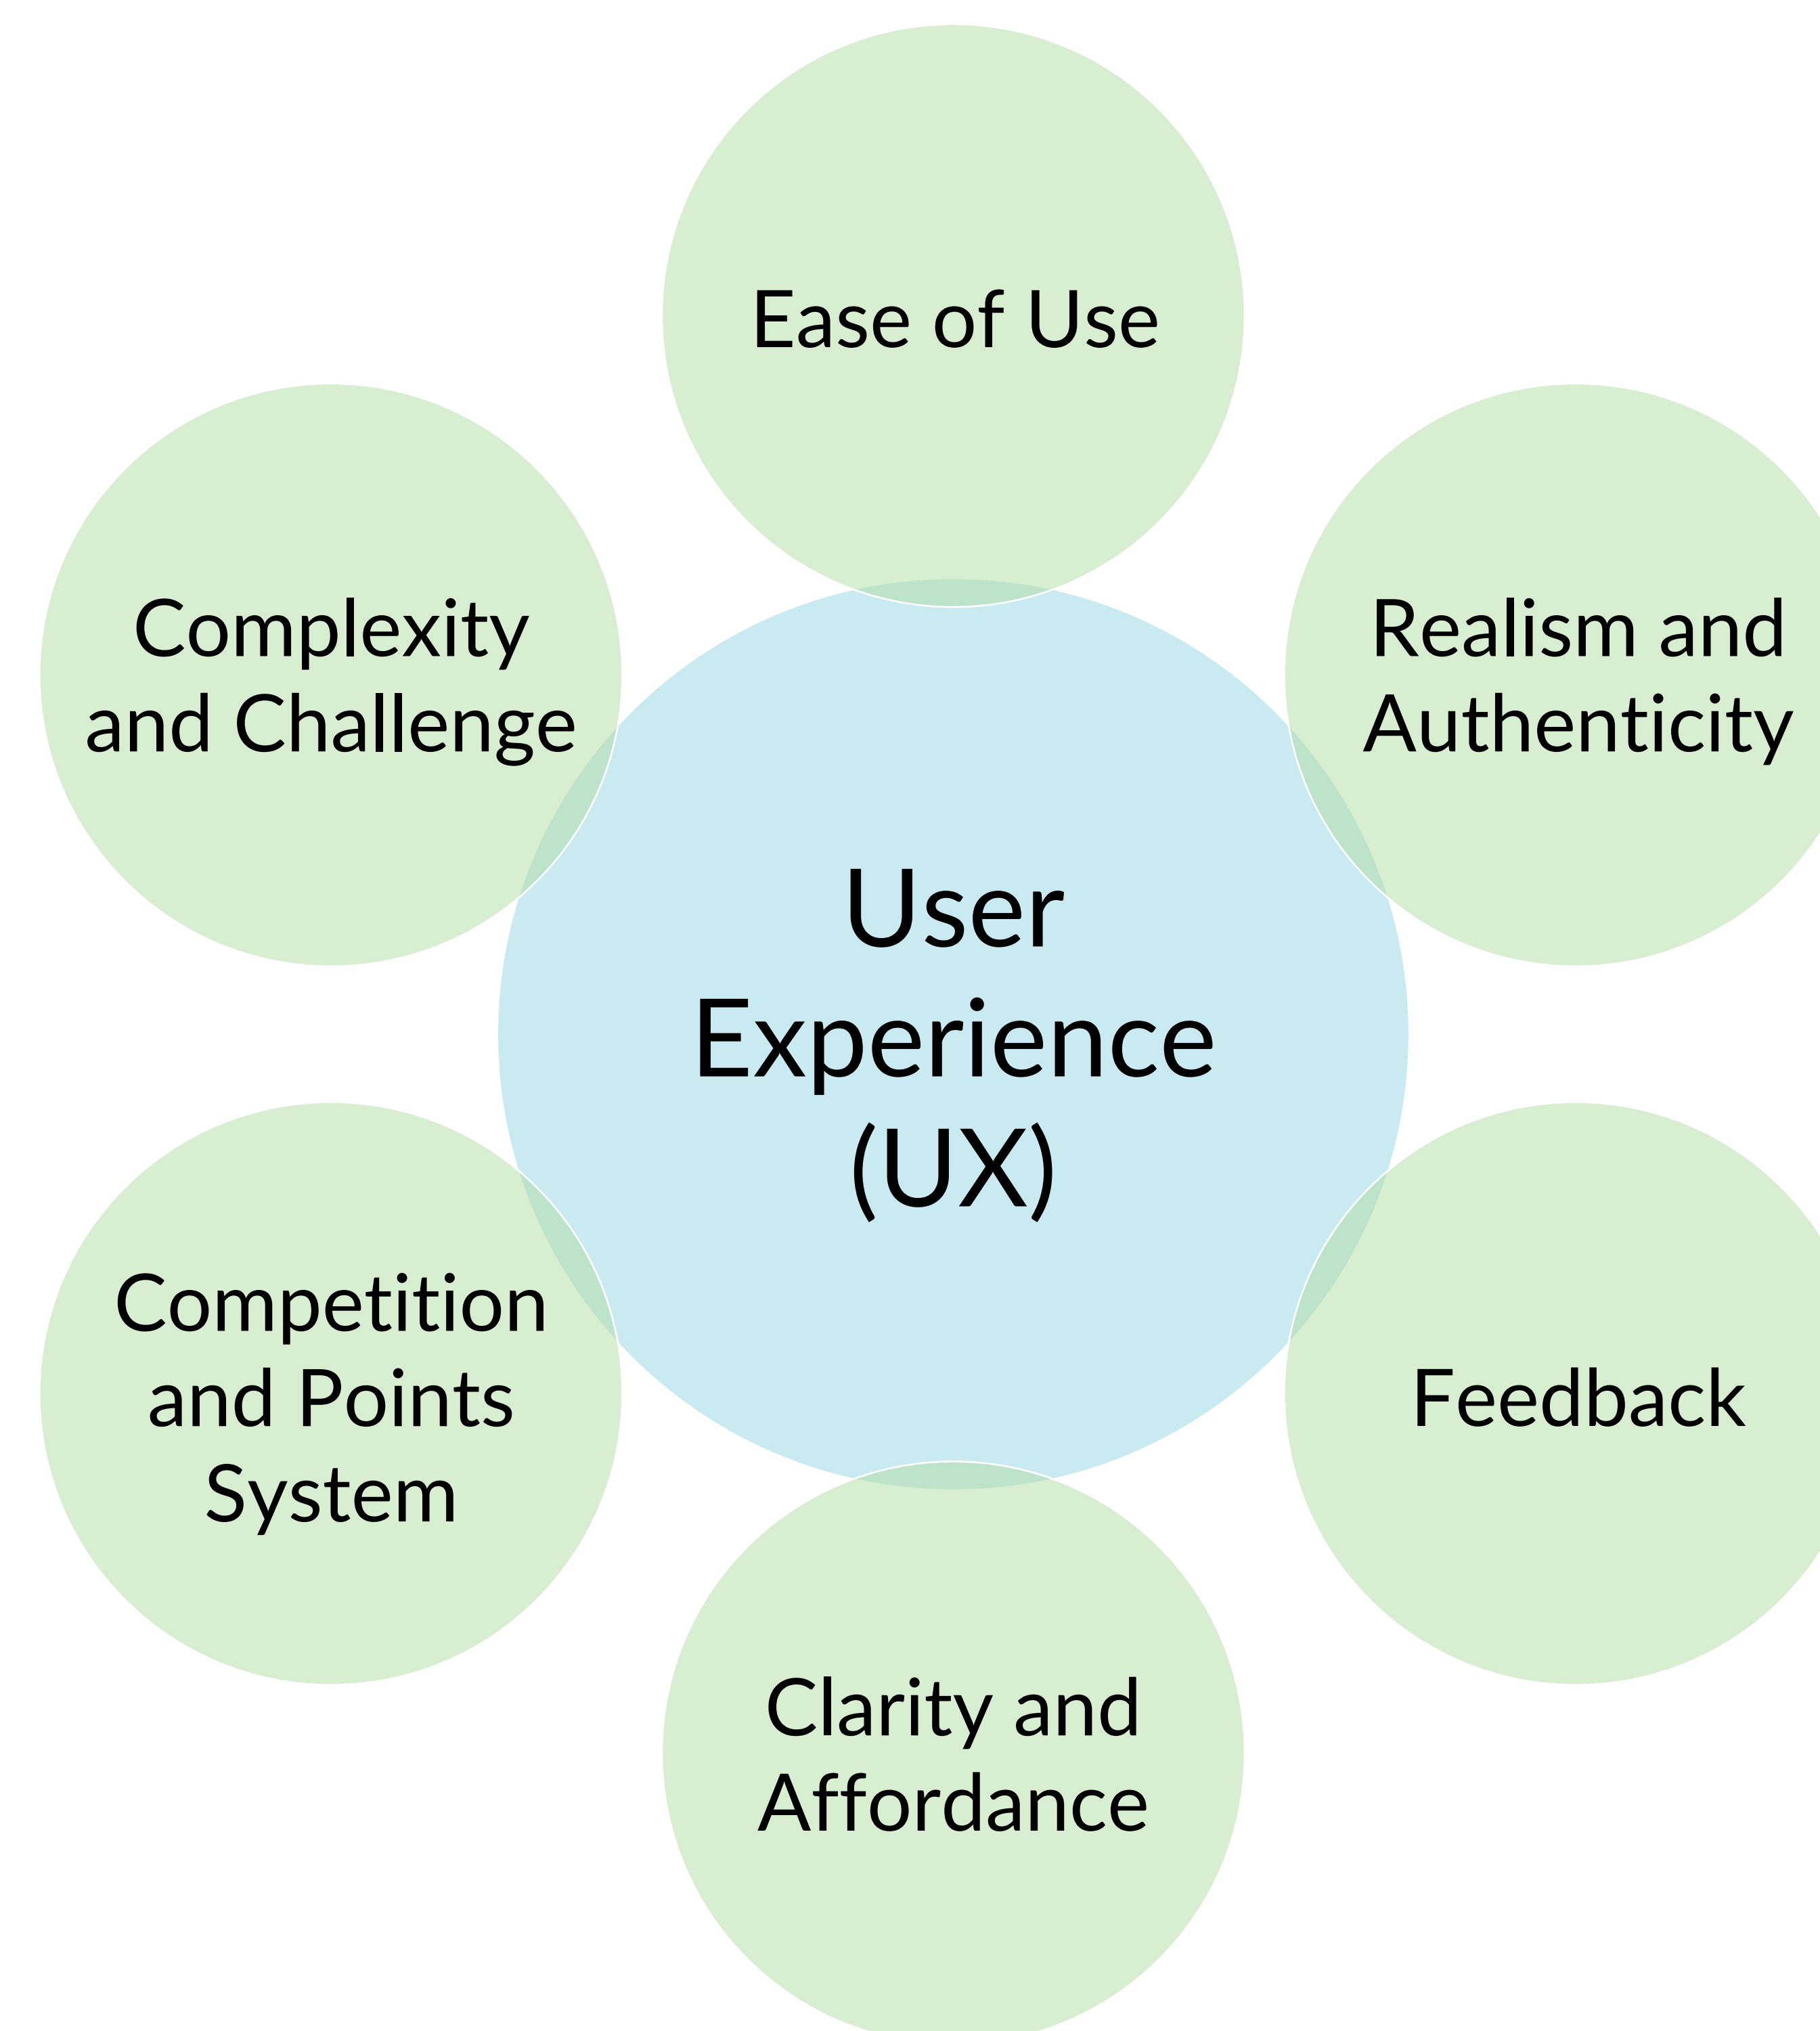 Ease of Use
Complexity
and Challenge
Realism and
Authenticity
User
Experience
(UX)
Competition
and Points
System
Feedback
Clarity and
Affordance